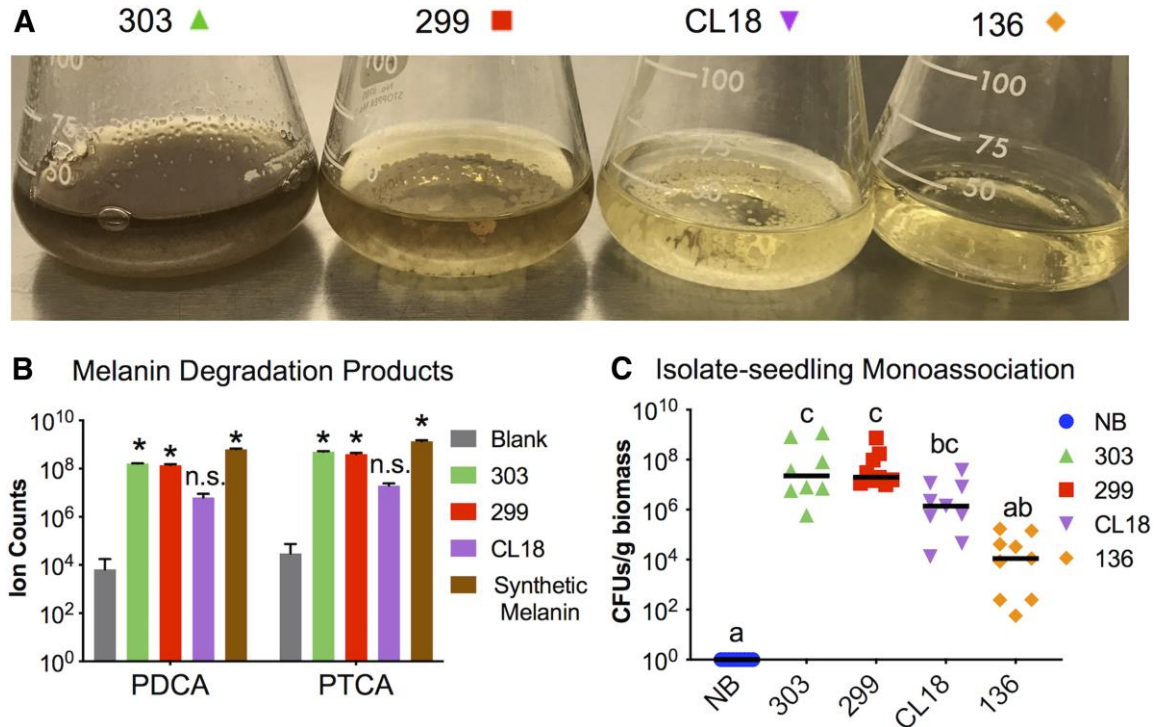 A 303 299 CL18 136
100 75 50
100 No. STOPPER No.
100 75 50
100 75 50
B Melanin Degradation Products
10^10
10^8
10^6
10^4
10^2
10^0
Ion Counts
* * n.s. *
* * n.s. *
PDCA PTCA
Blank
303
299
CL18
Synthetic
Melanin
C Isolate-seedling Monoassociation
10^10
10^8
10^6
10^4
10^2
10^0
CFUs/g biomass
a c c bc ab
NB 303 299 CL18 136
NB
303
299
CL18
136